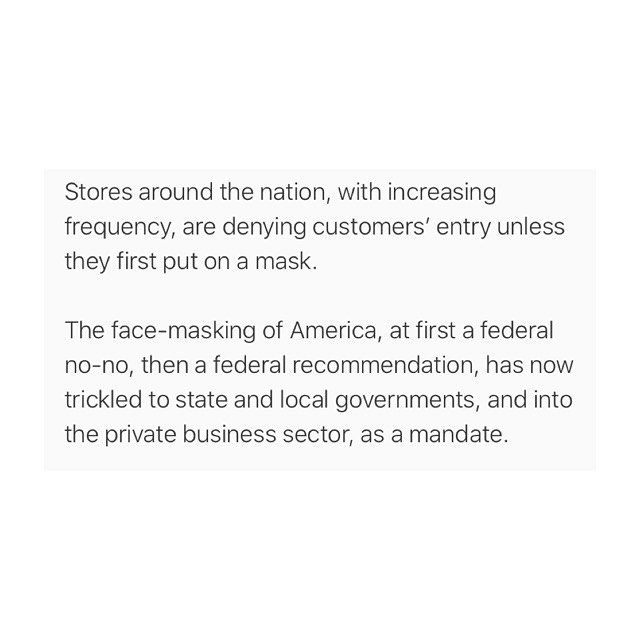 Stores around the nation, with increasing
frequency, are denying customers’ entry unless
they first put on a mask.
The face-masking of America, at first a federal
no-no, then a federal recommendation, has now
trickled to state and local governments, and into
the private business sector, as a mandate.